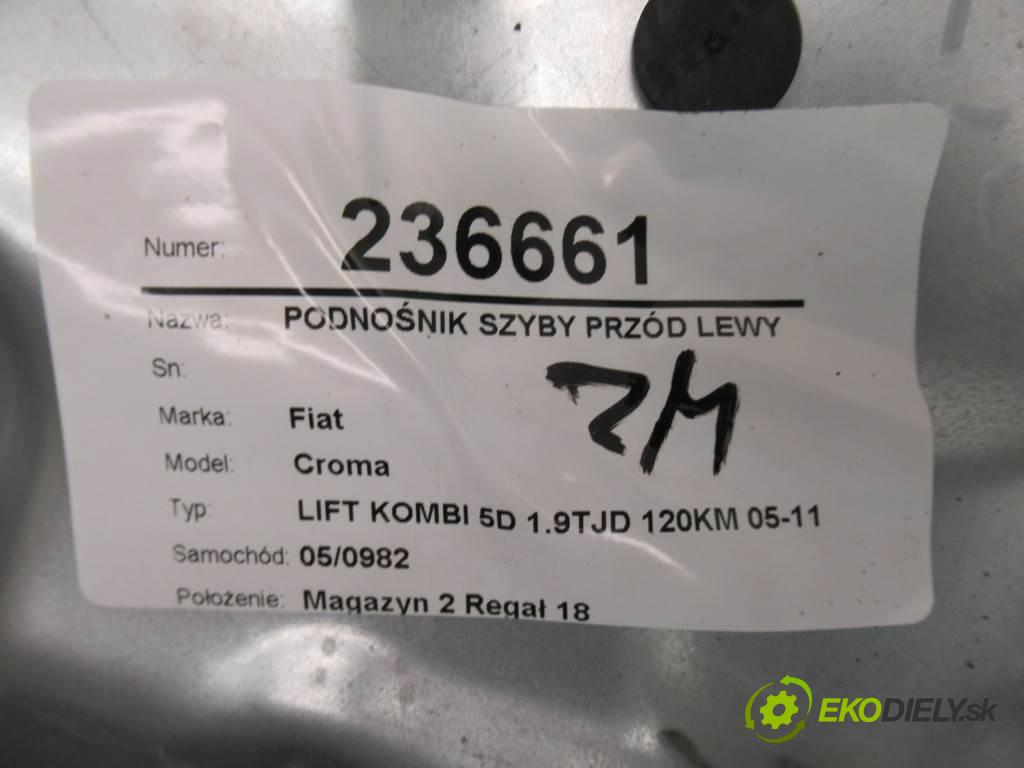 Numer: 236661
Nazwa: PODNOŚNIK SZYBY PRZÓD LEWY
Sn:
Marka: Fiat
Model: Croma
Typ: LIFT KOMBI 5D 1.9TJD 120KM 05-11
Samochód: 05/0982
Położenie: Magazyn 2 Regał 18
EKODIELY.sk